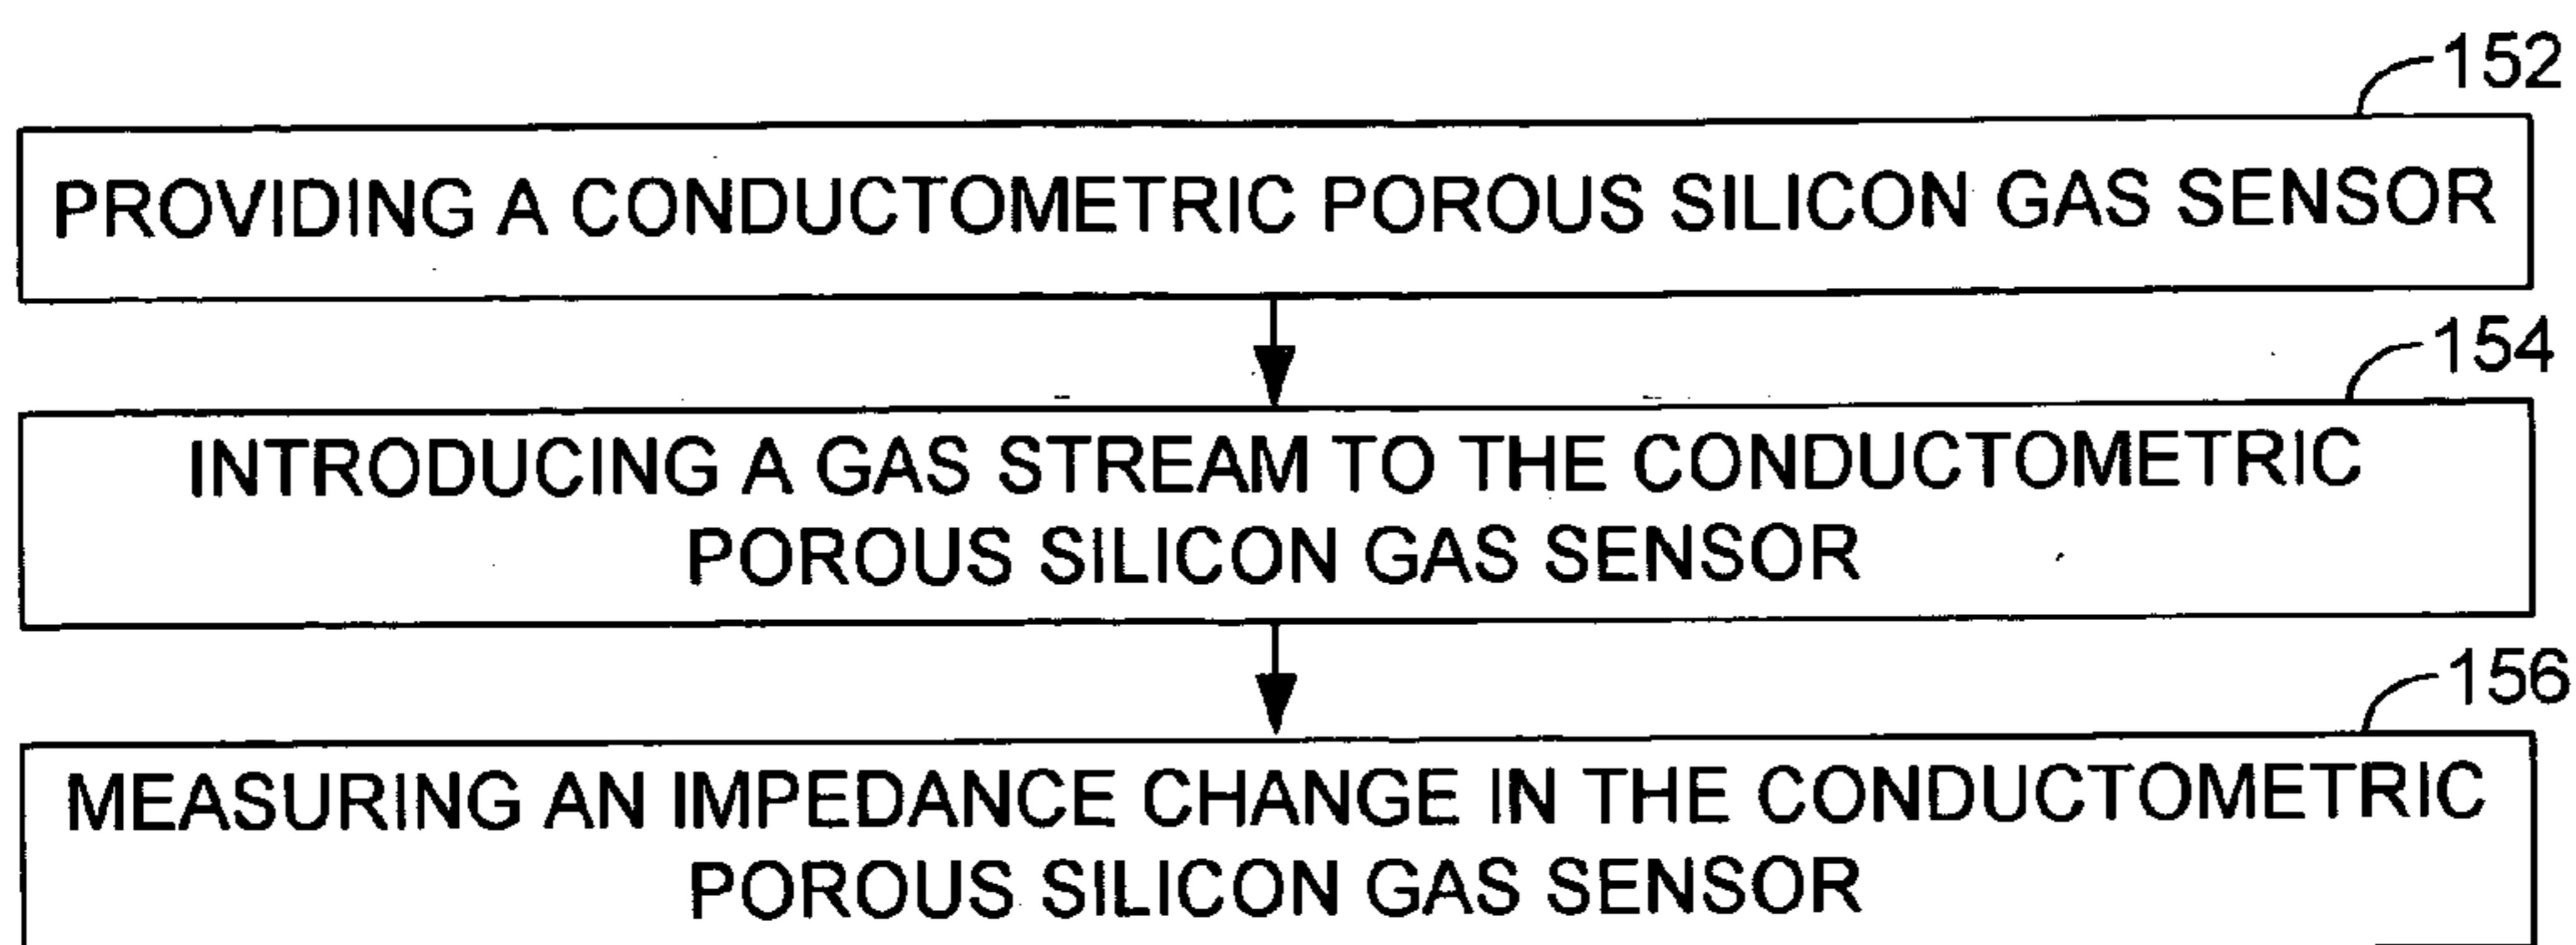 152
PROVIDING A CONDUCTOMETRIC POROUS SILICON GAS SENSOR
154
INTRODUCING A GAS STREAM TO THE CONDUCTOMETRIC
POROUS SILICON GAS SENSOR
156
MEASURING AN IMPEDANCE CHANGE IN THE CONDUCTOMETRIC
POROUS SILICON GAS SENSOR